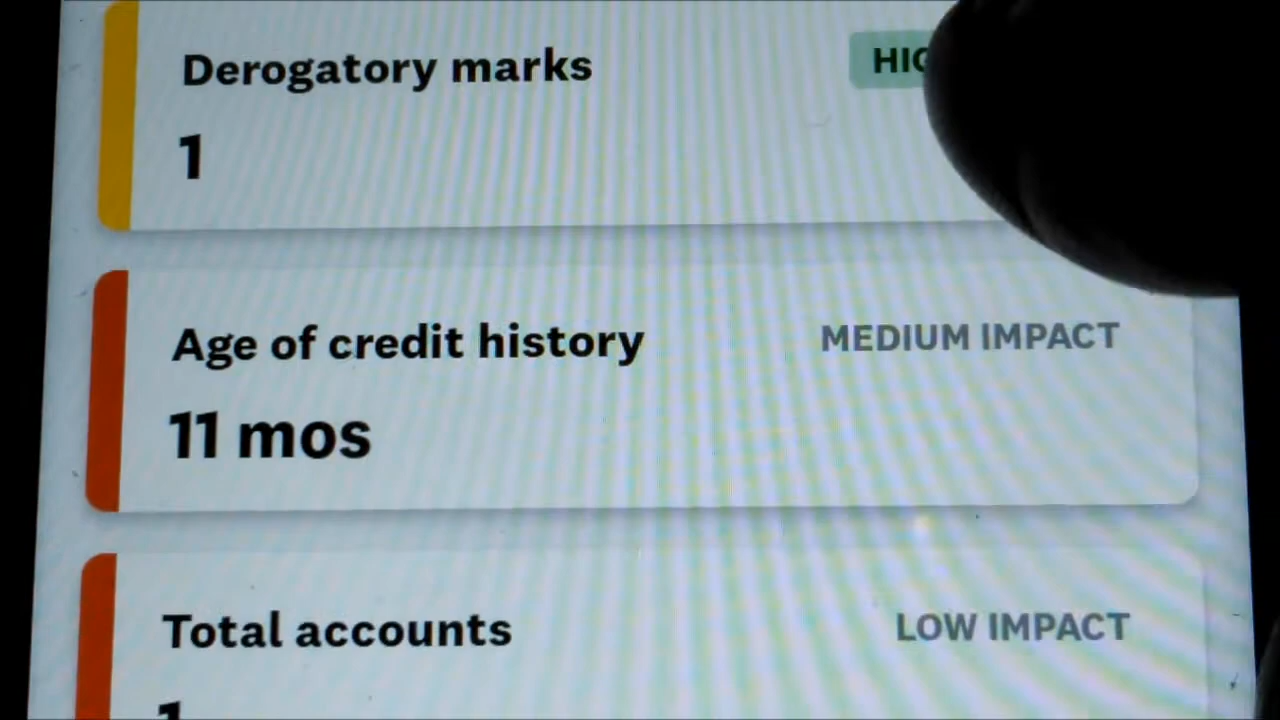 Derogatory marks
1
Age of credit history
MEDIUM IMPACT
11 mos
Total accounts
LOW IMPACT